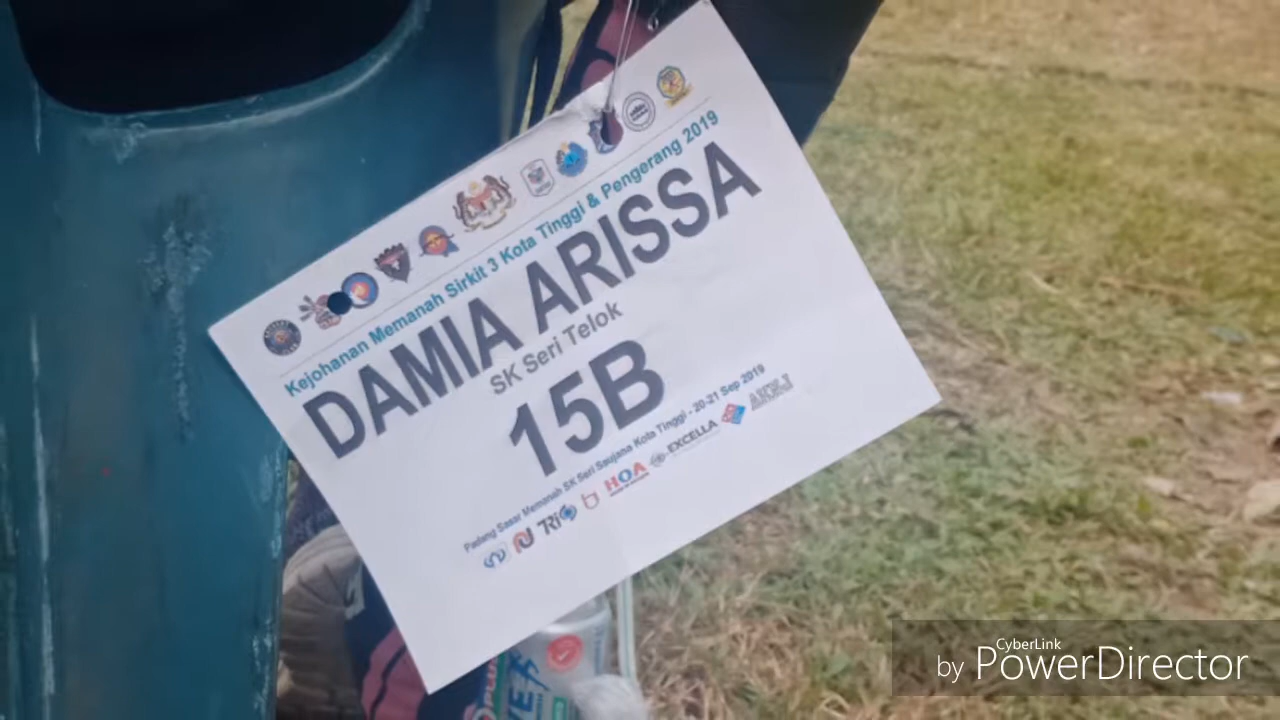 Kejohanan Memanah Sirkit 3 Kota Tinggi & Pengerang 2019
DAMIA ARISSA
SK Seri Telok
15B
Padang Sasar Memanah SK Seri Saujana Kota Tinggi - 20-21 Sep 2019
TRIO HOA EXCELLA
CyberLink
by PowerDirector